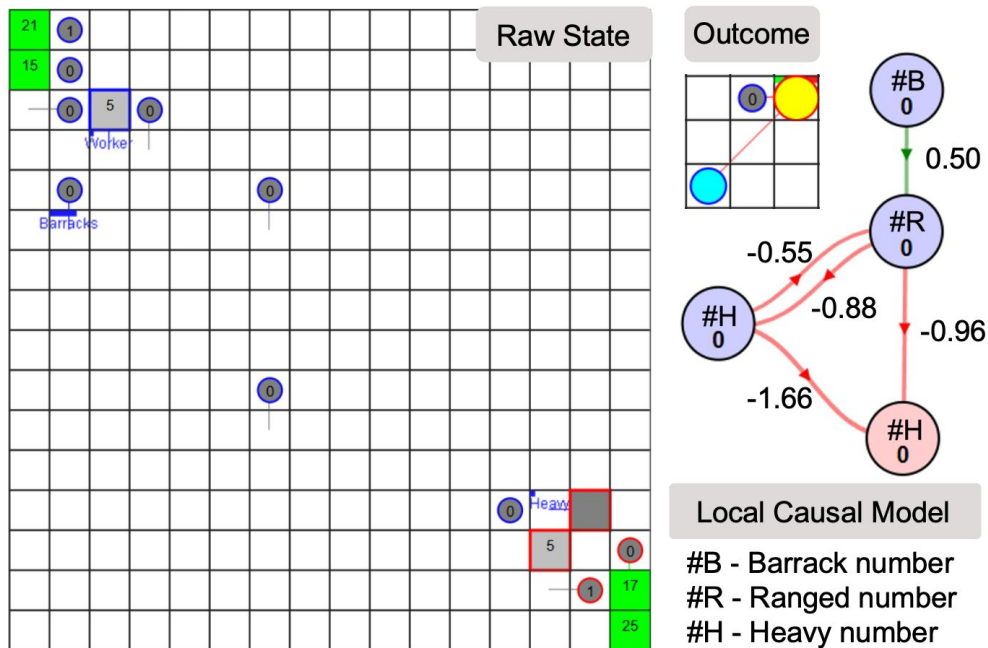 Raw State
21
1
15
0
0
5
0
Worker
0
0
Barracks
0
0
Heavy
5
0
1
17
25
Outcome
0
#B
0
0.50
#R
0
-0.55
-0.88
#H
0
-0.96
-1.66
#H
0
Local Causal Model
#B - Barrack number
#R - Ranged number
#H - Heavy number